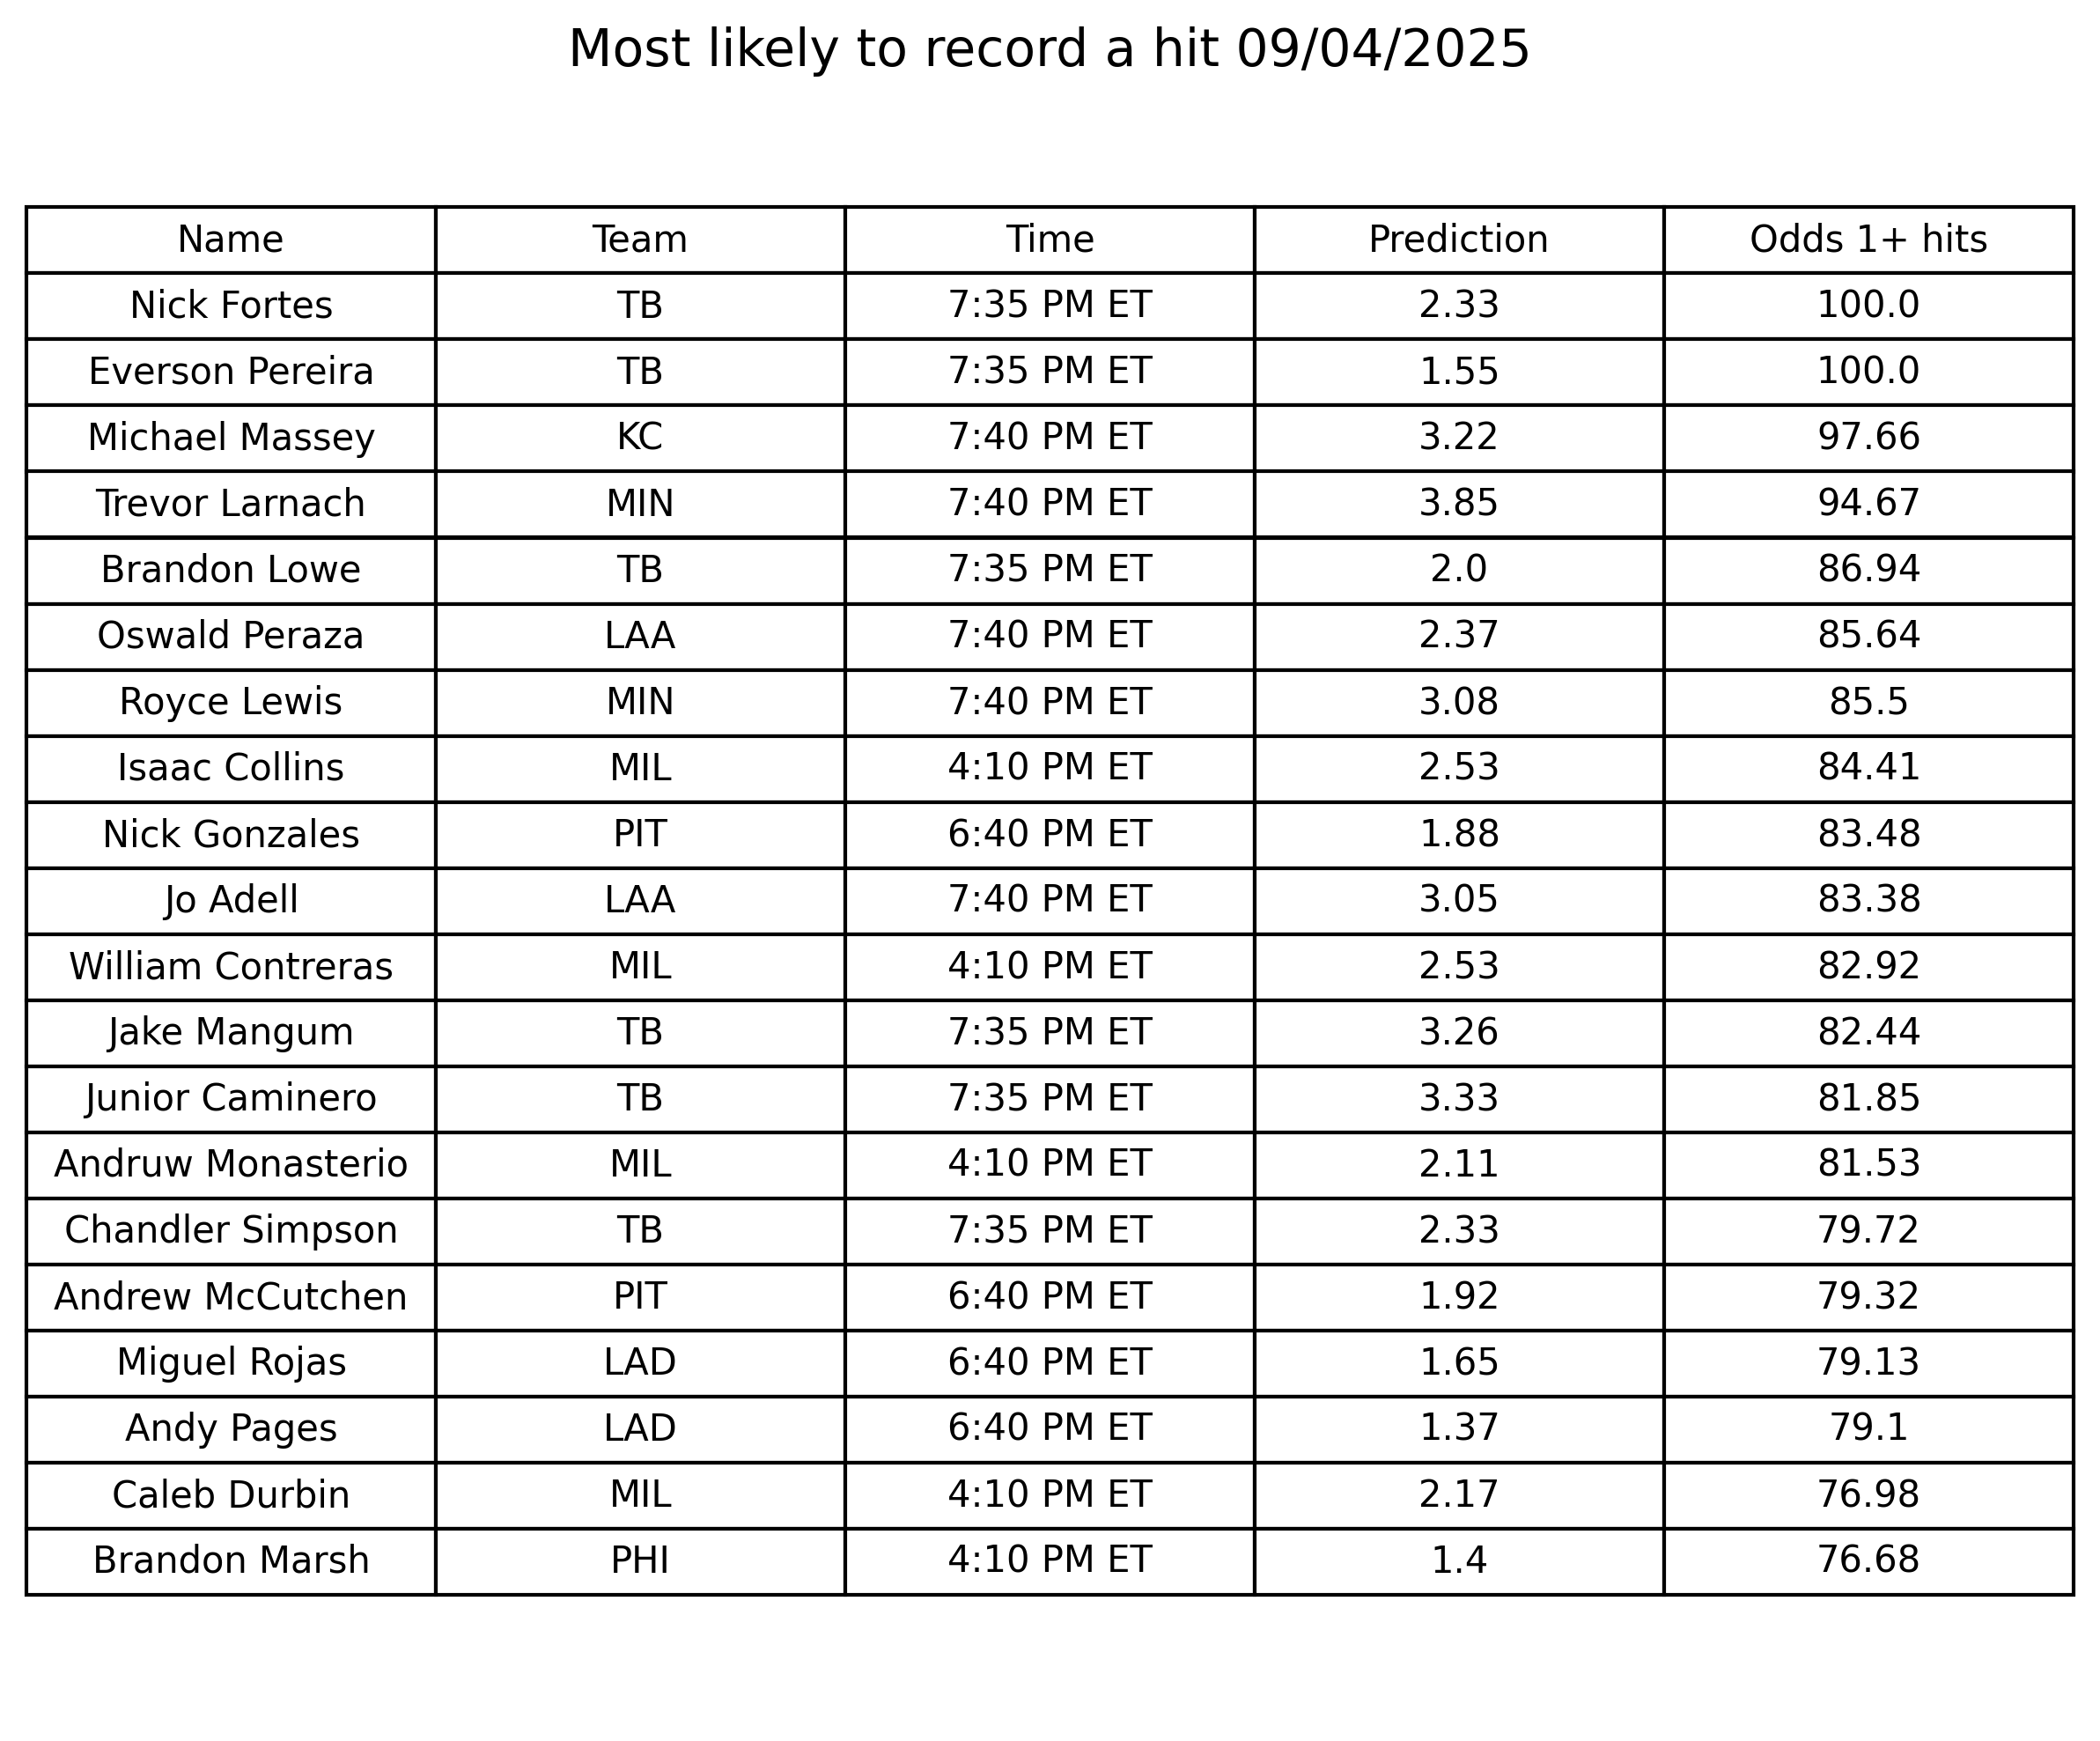 Most likely to record a hit 09/04/2025
Name Team Time Prediction Odds 1+ hits
Nick Fortes TB 7:35 PM ET 2.33 100.0
Everson Pereira TB 7:35 PM ET 1.55 100.0
Michael Massey KC 7:40 PM ET 3.22 97.66
Trevor Larnach MIN 7:40 PM ET 3.85 94.67
Brandon Lowe TB 7:35 PM ET 2.0 86.94
Oswald Peraza LAA 7:40 PM ET 2.37 85.64
Royce Lewis MIN 7:40 PM ET 3.08 85.5
Isaac Collins MIL 4:10 PM ET 2.53 84.41
Nick Gonzales PIT 6:40 PM ET 1.88 83.48
Jo Adell LAA 7:40 PM ET 3.05 83.38
William Contreras MIL 4:10 PM ET 2.53 82.92
Jake Mangum TB 7:35 PM ET 3.26 82.44
Junior Caminero TB 7:35 PM ET 3.33 81.85
Andruw Monasterio MIL 4:10 PM ET 2.11 81.53
Chandler Simpson TB 7:35 PM ET 2.33 79.72
Andrew McCutchen PIT 6:40 PM ET 1.92 79.32
Miguel Rojas LAD 6:40 PM ET 1.65 79.13
Andy Pages LAD 6:40 PM ET 1.37 79.1
Caleb Durbin MIL 4:10 PM ET 2.17 76.98
Brandon Marsh PHI 4:10 PM ET 1.4 76.68